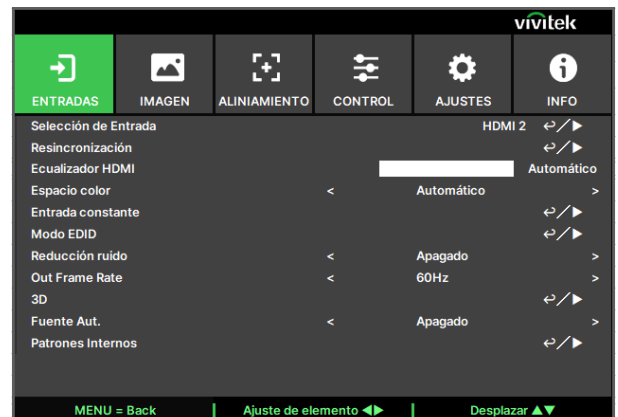 vivitek
ENTRADAS IMAGEN ALINIAMIENTO CONTROL AJUSTES INFO
Selección de Entrada HDMI 2 ↵/▶
Resincronización ↵/▶
Ecualizador HDMI Automático
Espacio color < Automático >
Entrada constante ↵/▶
Modo EDID ↵/▶
Reducción ruido < Apagado >
Out Frame Rate < 60Hz >
3D ↵/▶
Fuente Aut. < Apagado >
Patrones Internos ↵/▶
MENU = Back Ajuste de elemento ◀▶ Desplazar ▲▼